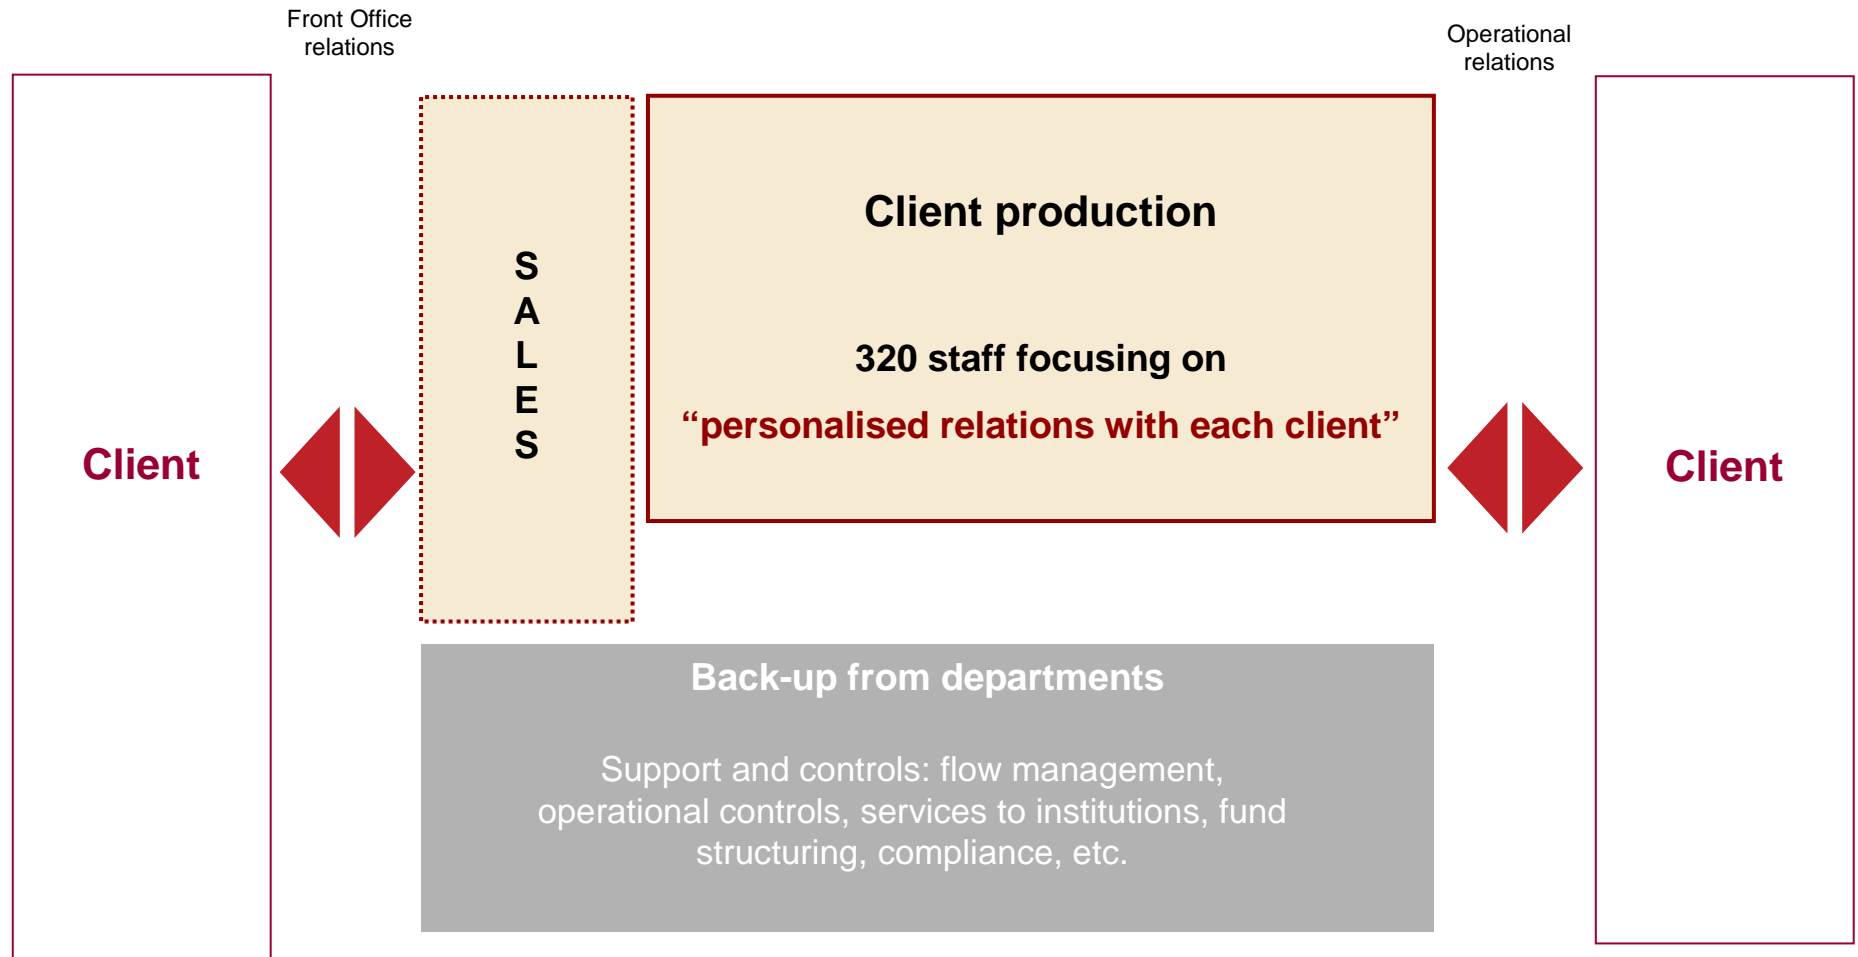 Front Office
relations
Operational
relations
Client
S
A
L
E
S
Client production
320 staff focusing on
“personalised relations with each client”
Client
Back-up from departments
Support and controls: flow management,
operational controls, services to institutions, fund
structuring, compliance, etc.